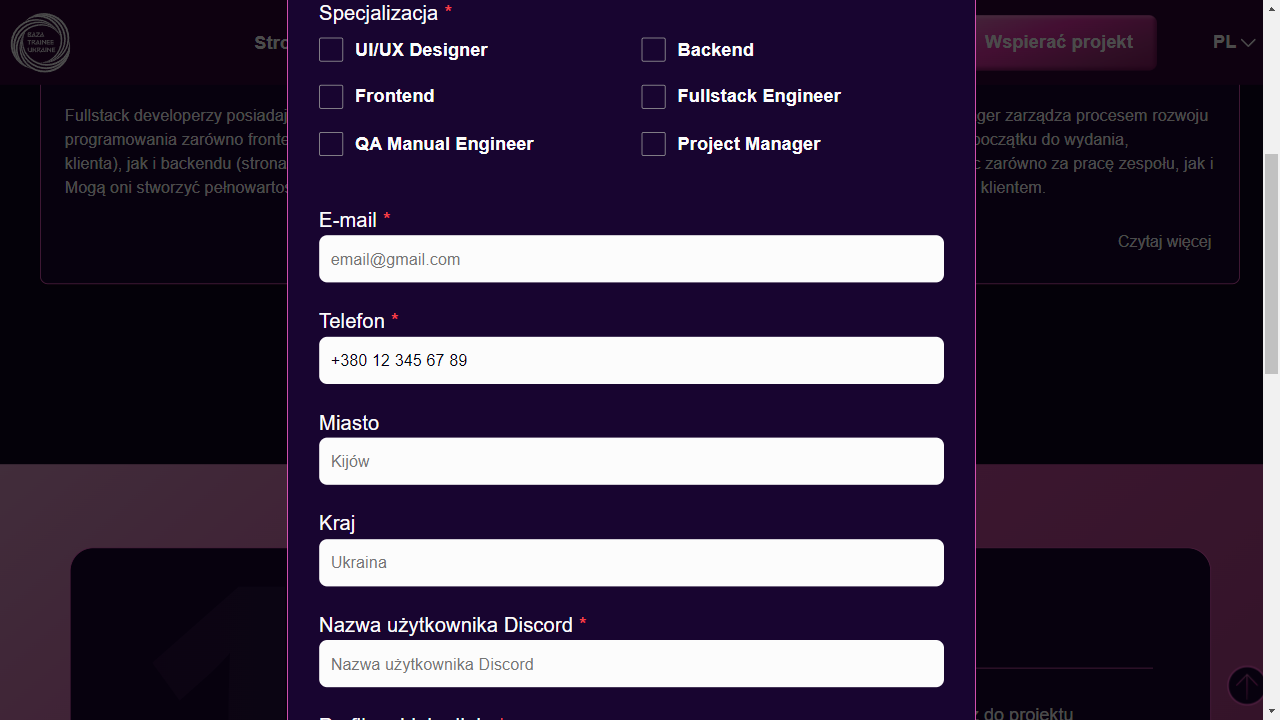 BAZA
TRAINEE
UKRAINE
Stro
Wspierać projekt
PL
Specjalizacja *
UI/UX Designer
Backend
Frontend
Fullstack Engineer
QA Manual Engineer
Project Manager
Fullstack developerzy posiadaj
programowania zarówno fronte
klienta), jak i backendu (strona
Mogą oni stworzyć pełnowartoś
ger zarządza procesem rozwoju
początku do wydania,
c zarówno za pracę zespołu, jak i
klientem.
Czytaj więcej
E-mail *
email@gmail.com
Telefon *
+380 12 345 67 89
Miasto
Kijów
Kraj
Ukraina
Nazwa użytkownika Discord *
Nazwa użytkownika Discord
1
do projektu